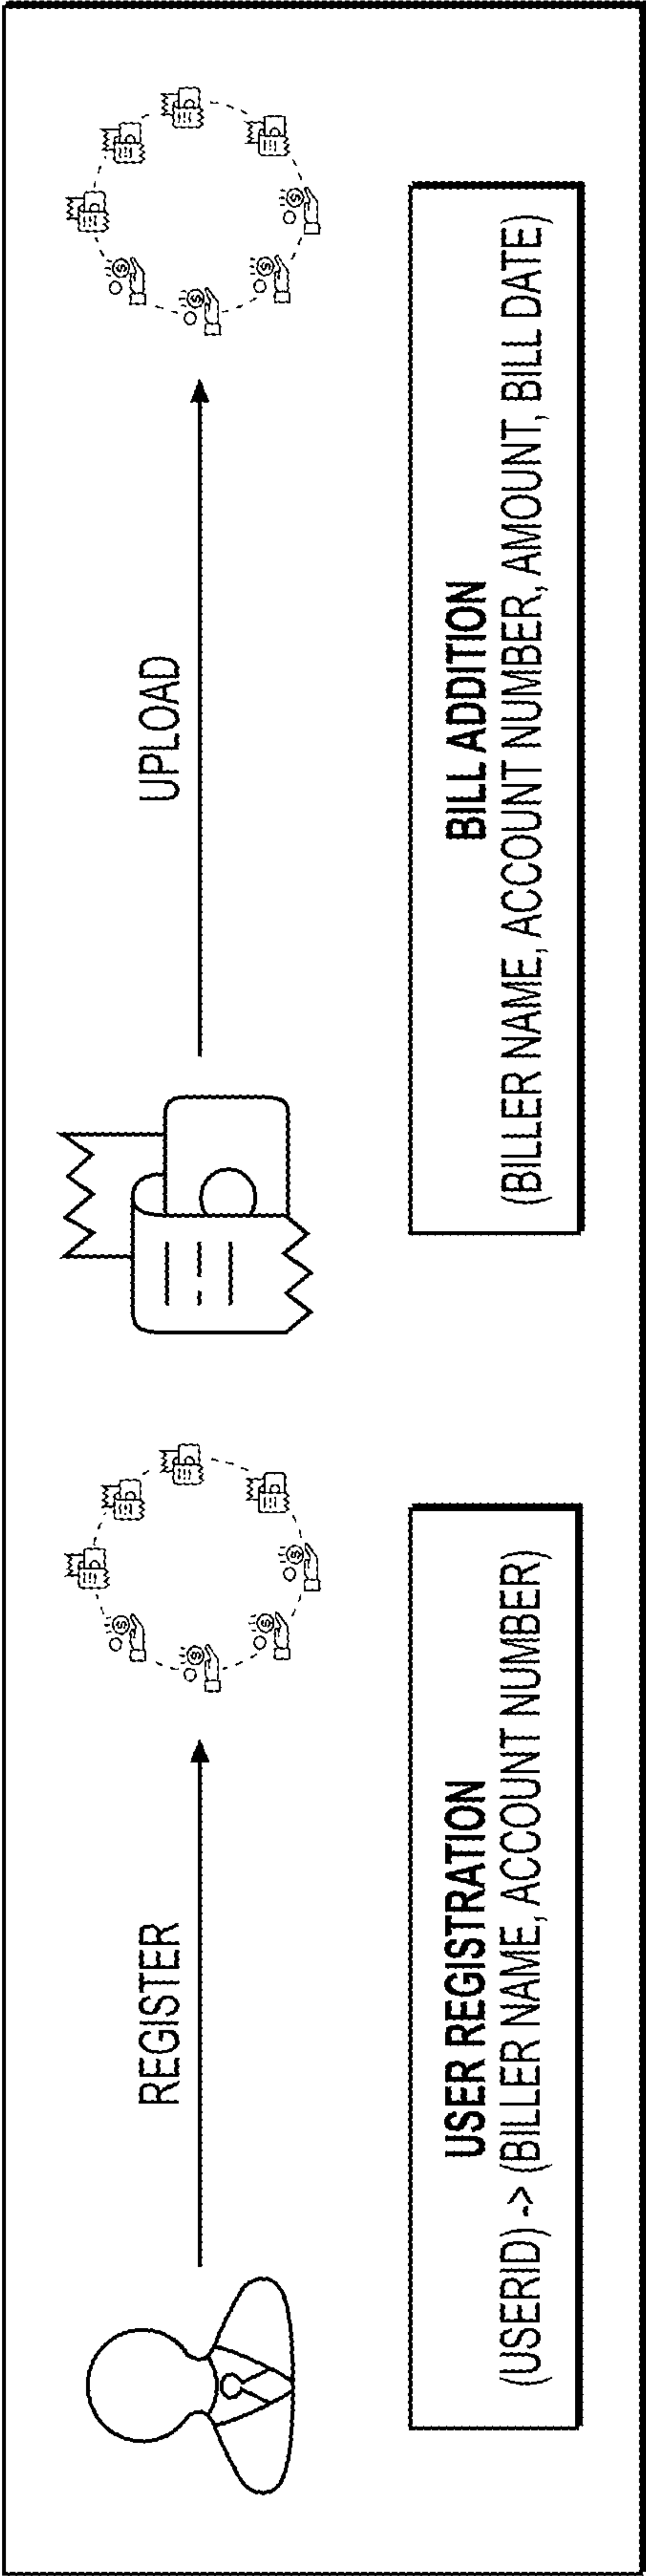 REGISTER
USER REGISTRATION
(USERID) -> (BILLER NAME, ACCOUNT NUMBER)
UPLOAD
BILL ADDITION
(BILLER NAME, ACCOUNT NUMBER, AMOUNT, BILL DATE)